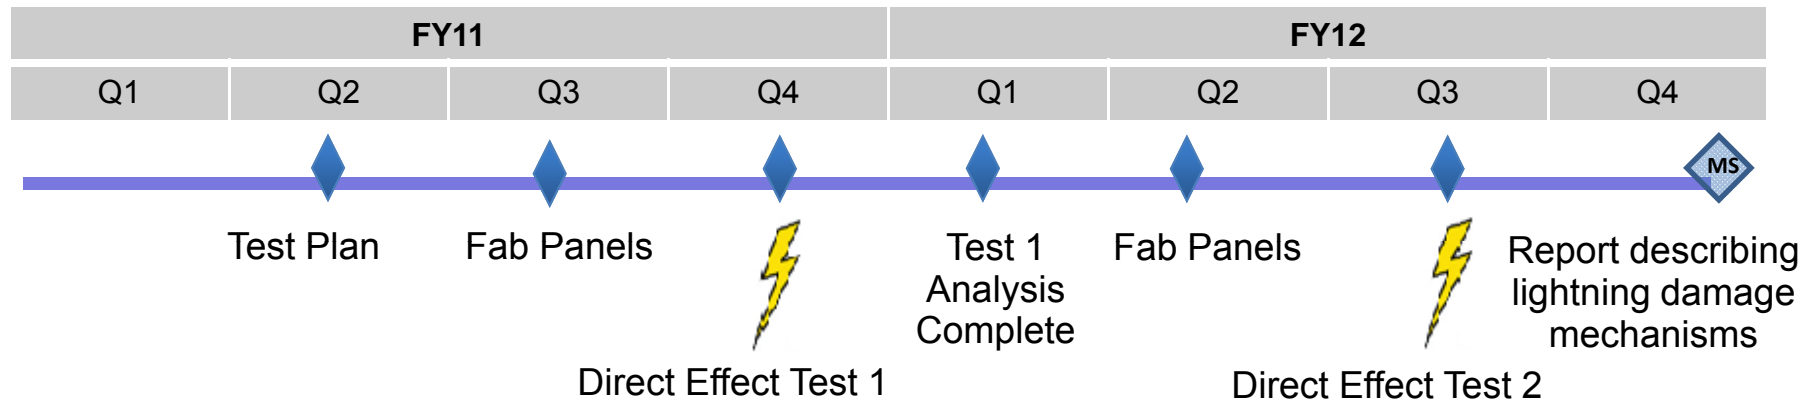 FY11 FY12
Q1 Q2 Q3 Q4 Q1 Q2 Q3 Q4
MS
Test Plan
Fab Panels
Direct Effect Test 1
Test 1
Analysis
Complete
Fab Panels
Direct Effect Test 2
Report describing
lightning damage
mechanisms